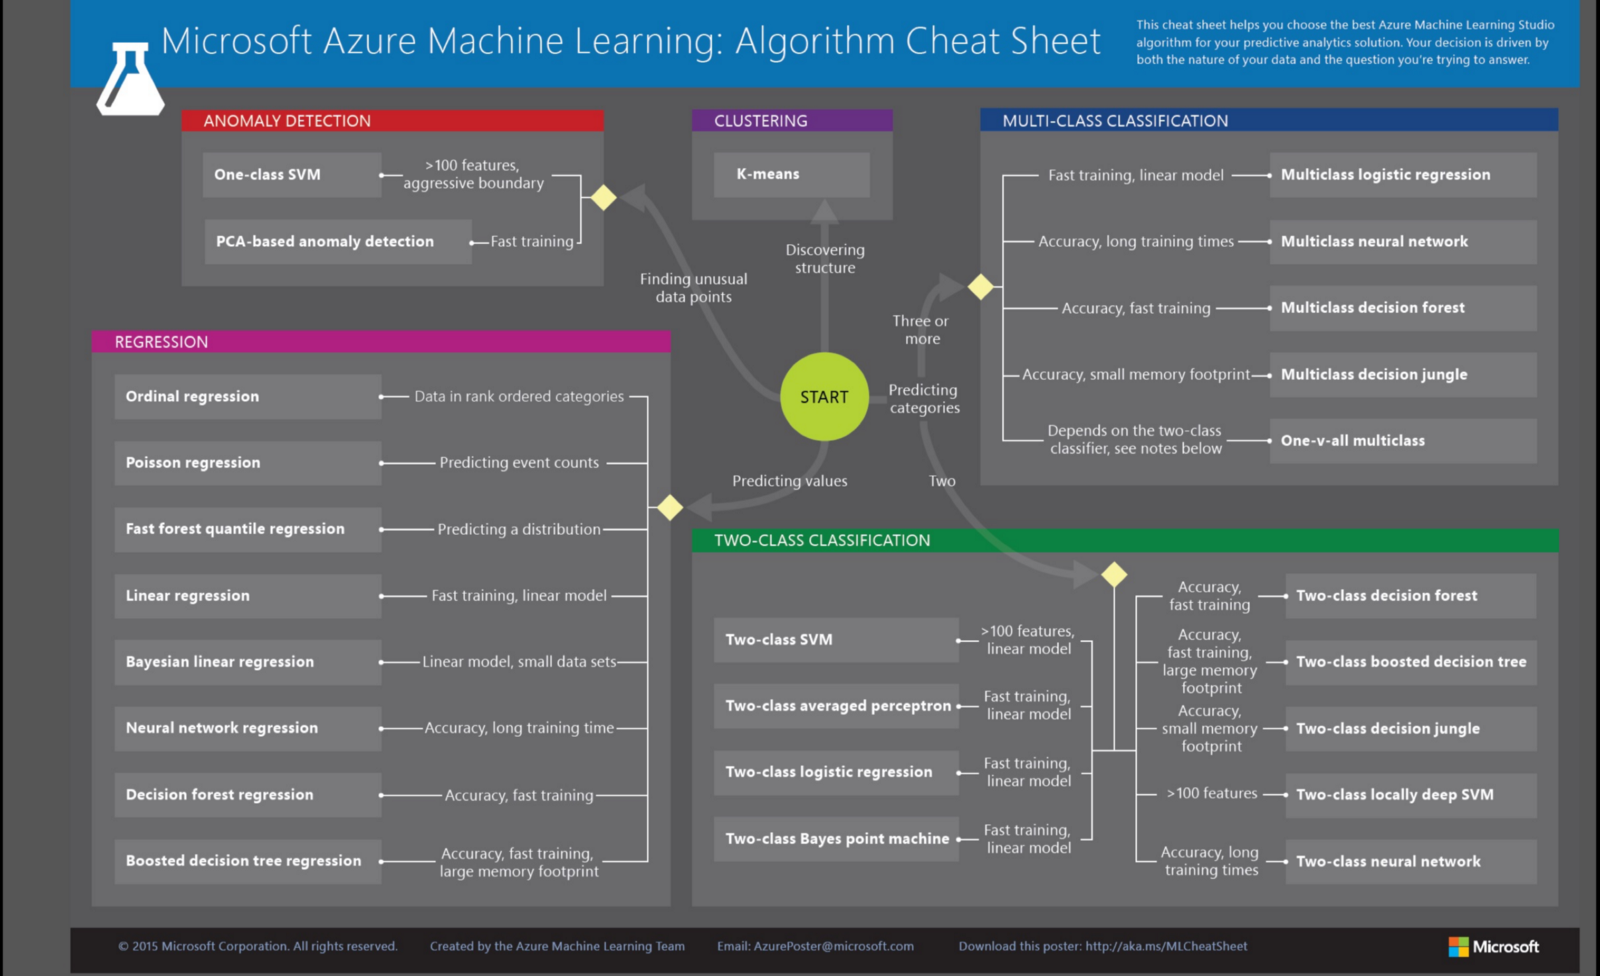 Microsoft Azure Machine Learning: Algorithm Cheat Sheet
This cheat sheet helps you choose the best Azure Machine Learning Studio
algorithm for your predictive analytics solution. Your decision is driven by
both the nature of your data and the question you're trying to answer.
ANOMALY DETECTION
One-class SVM
>100 features,
aggressive boundary
PCA-based anomaly detection
Fast training
CLUSTERING
K-means
Discovering
structure
Finding unusual
data points
START
Three or
more
Predicting
categories
Predicting values
Two
MULTI-CLASS CLASSIFICATION
Fast training, linear model
Multiclass logistic regression
Accuracy, long training times
Multiclass neural network
Accuracy, fast training
Multiclass decision forest
Accuracy, small memory footprint
Multiclass decision jungle
Depends on the two-class
classifier, see notes below
One-v-all multiclass
REGRESSION
Ordinal regression
Data in rank ordered categories
Poisson regression
Predicting event counts
Fast forest quantile regression
Predicting a distribution
Linear regression
Fast training, linear model
Bayesian linear regression
Linear model, small data sets
Neural network regression
Accuracy, long training time
Decision forest regression
Accuracy, fast training
Boosted decision tree regression
Accuracy, fast training,
large memory footprint
TWO-CLASS CLASSIFICATION
Two-class SVM
>100 features,
linear model
Two-class averaged perceptron
Fast training,
linear model
Two-class logistic regression
Fast training,
linear model
Two-class Bayes point machine
Fast training,
linear model
Accuracy,
fast training
Two-class decision forest
Accuracy,
fast training,
large memory
footprint
Two-class boosted decision tree
Accuracy,
small memory
footprint
Two-class decision jungle
>100 features
Two-class locally deep SVM
Accuracy, long
training times
Two-class neural network
© 2015 Microsoft Corporation. All rights reserved.
Created by the Azure Machine Learning Team
Email: AzurePoster@microsoft.com
Download this poster: http://aka.ms/MLCheatSheet
Microsoft